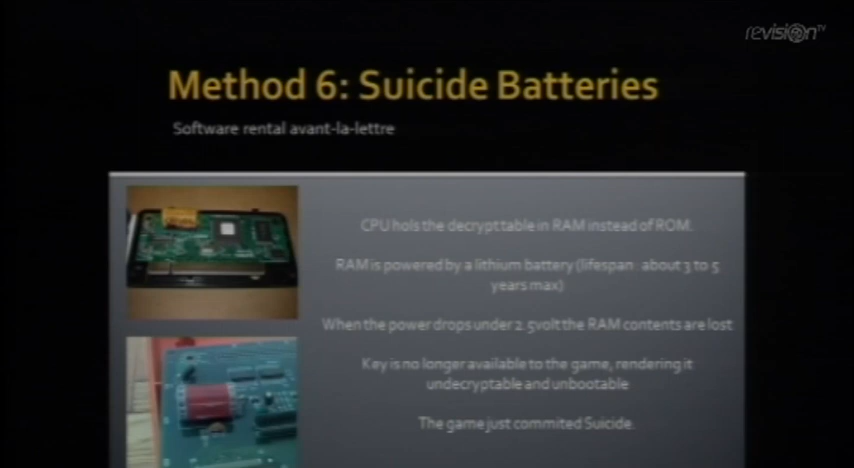 revisionTV
Method 6: Suicide Batteries
Software rental avant-la-lettre
CPU hols the decrypt table in RAM instead of ROM.
RAM is powered by a lithium battery (lifespan : about 3 to 5
years max)
When the power drops under 2.5volt the RAM contents are lost
Key is no longer available to the game, rendering it
undecryptable and unbootable
The game just commited Suicide.